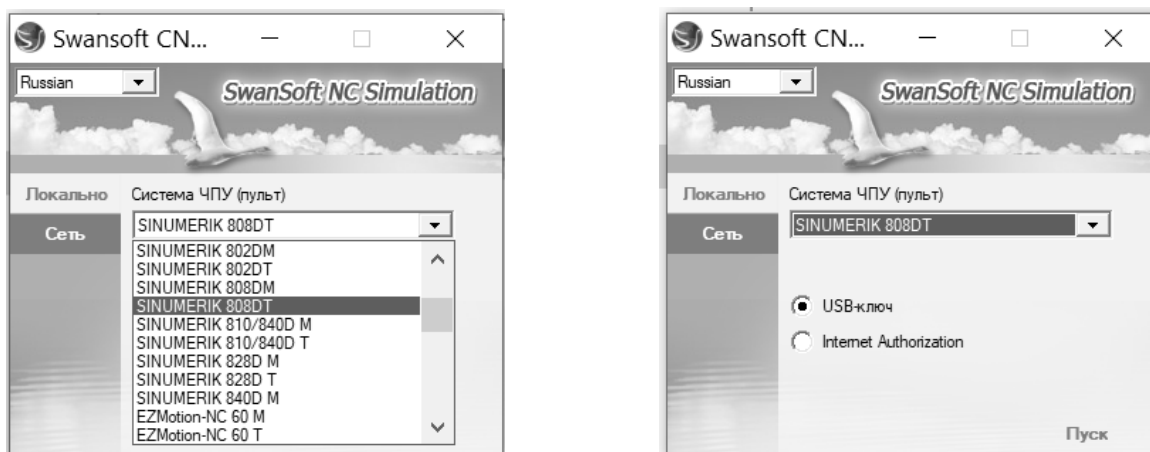 Swansoft CN...
Russian
SwanSoft NC Simulation
Локально
Система ЧПУ (пульт)
Сеть
SINUMERIK 808DT
SINUMERIK 802DM
SINUMERIK 802DT
SINUMERIK 808DM
SINUMERIK 808DT
SINUMERIK 810/840D M
SINUMERIK 810/840D T
SINUMERIK 828D M
SINUMERIK 828D T
SINUMERIK 840D M
EZMotion-NC 60 M
EZMotion-NC 60 T
Swansoft CN...
Russian
SwanSoft NC Simulation
Локально
Система ЧПУ (пульт)
Сеть
SINUMERIK 808DT
USB-ключ
Internet Authorization
Пуск